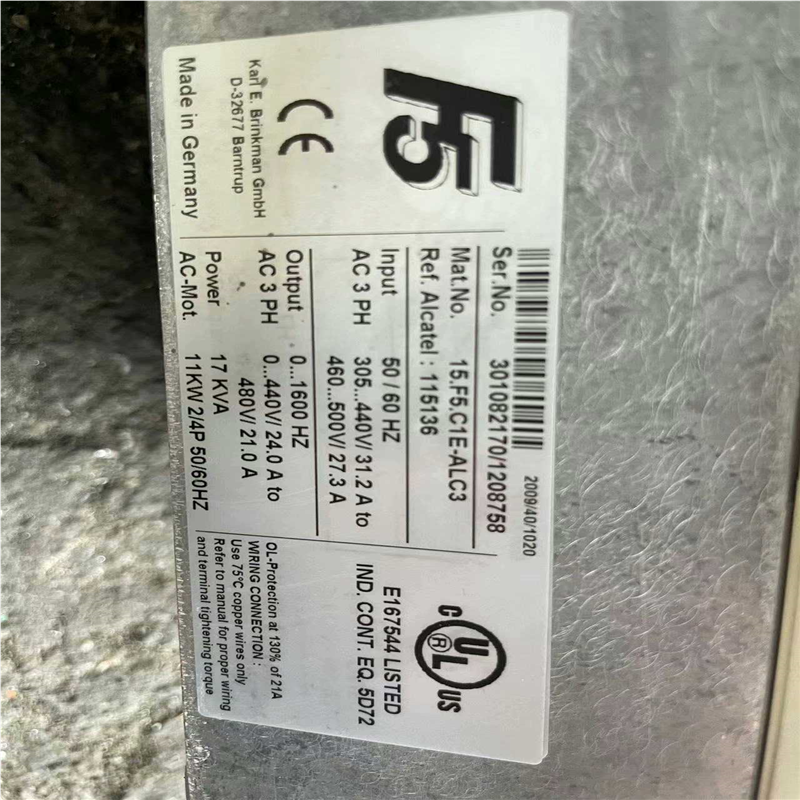 F5
CE
Karl E. Brinkman GmbH
D-32677 Barntrup
Made in Germany
2009/40/1020
Ser.No. 301082170/1208758
Mat.No. 15.F5.C1E-ALC3
Ref. Alcatel : 115136
Input 50 / 60 HZ
AC 3 PH 305...440V/ 31.2 A to
460...500V/ 27.3 A
Output 0...1600 HZ
AC 3 PH 0...440V/ 24.0 A to
480V/ 21.0 A
Power 17 KVA
AC-Mot. 11KW 2/4P 50/60HZ
C UL US
®
E167544 LISTED
IND. CONT. EQ. 5D72
OL-Protection at 130% of 21A
WIRING CONNECTION :
Use 75°C copper wires only
Refer to manual for proper wiring
and terminal tightening torque